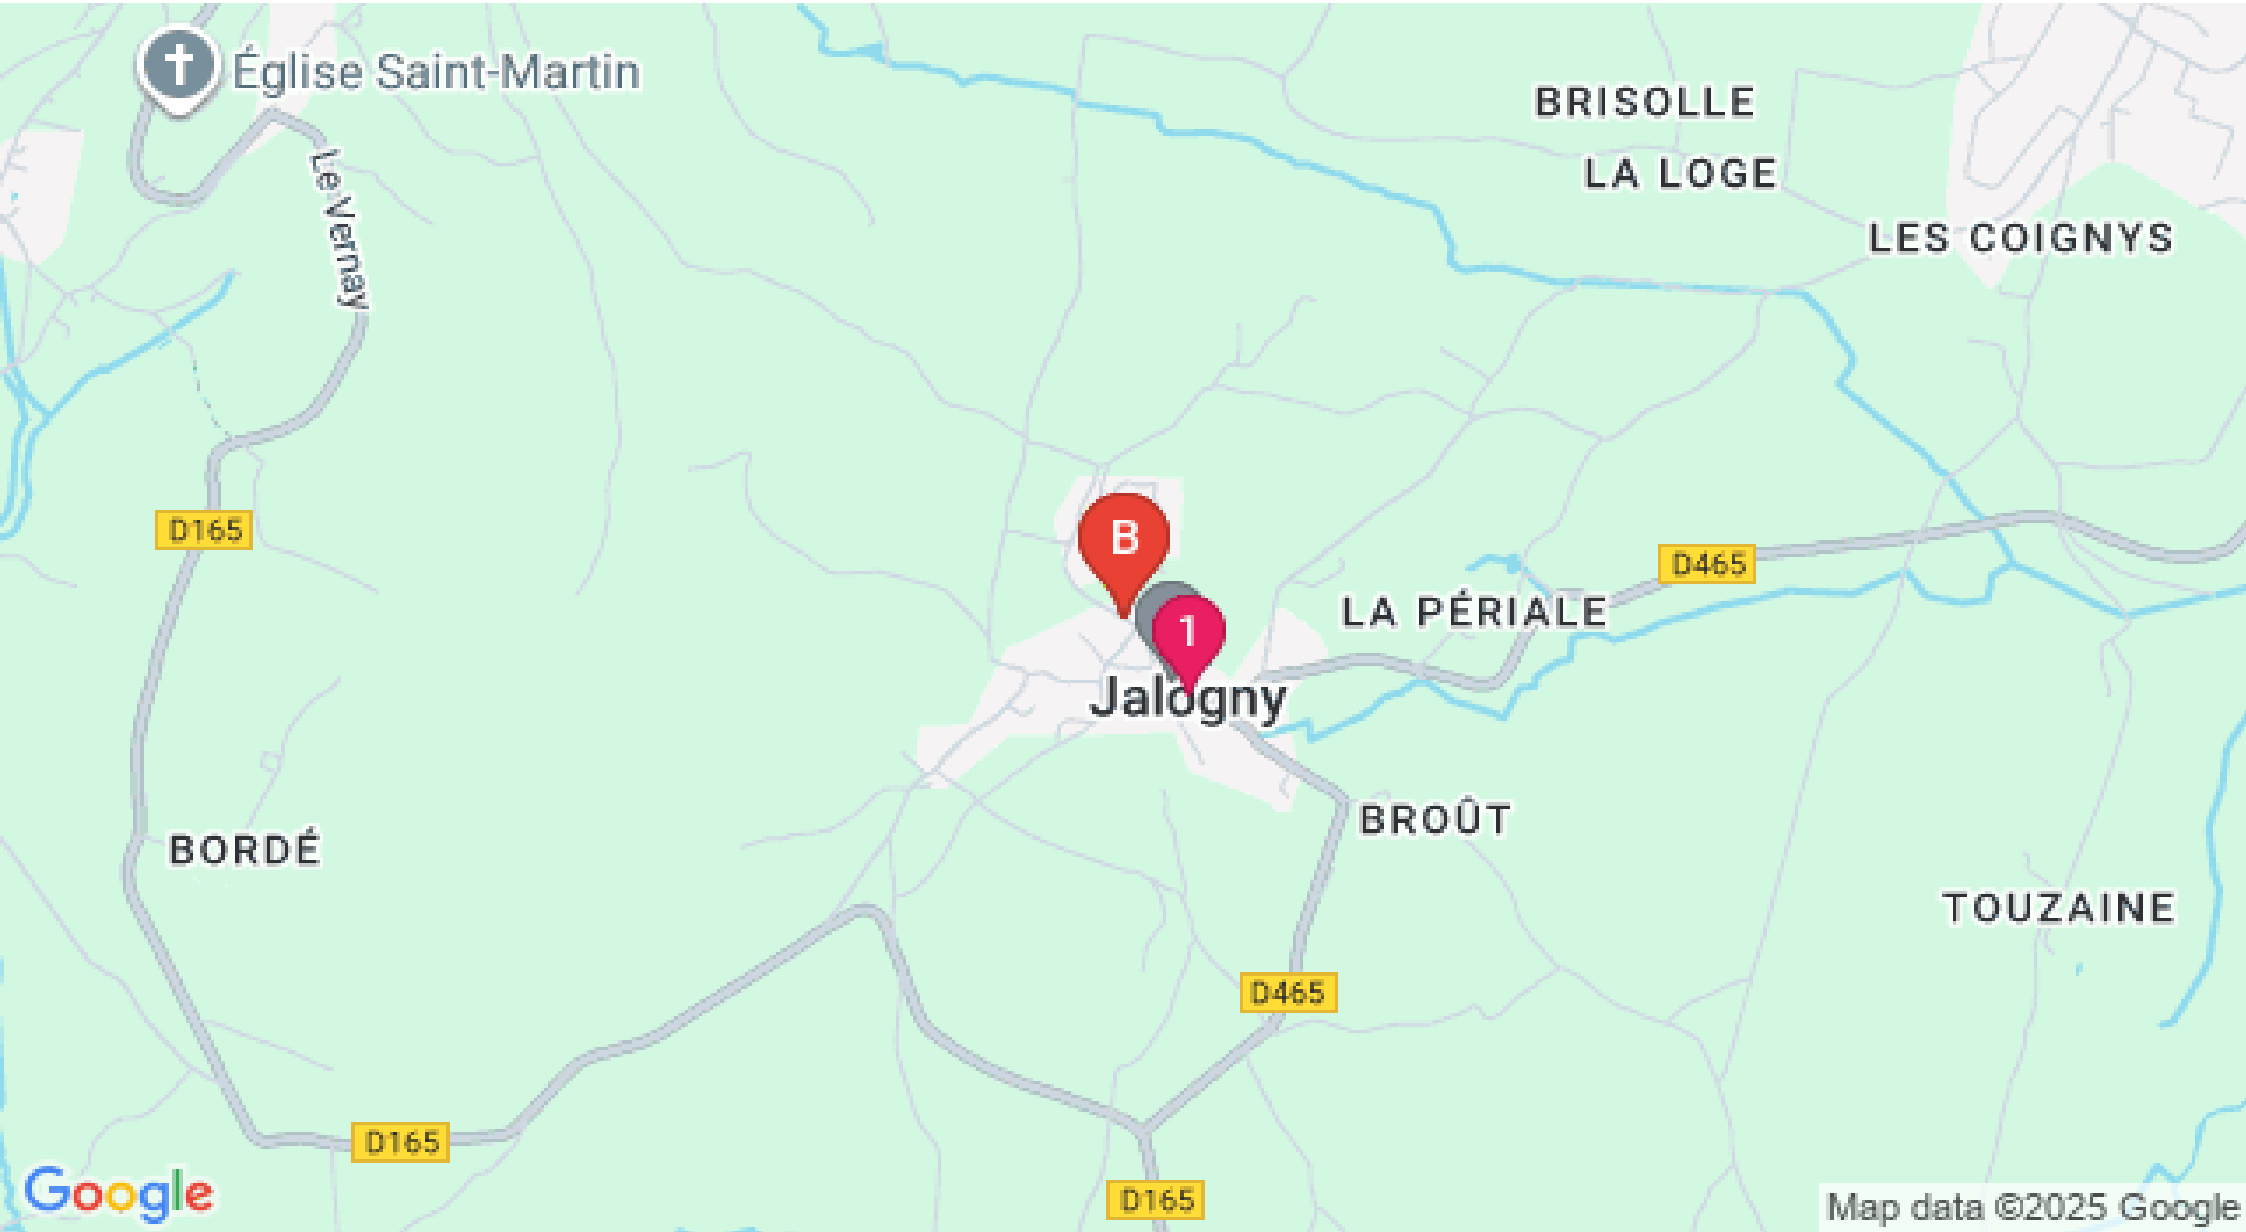 Église Saint-Martin
BRISOLLE
LA LOGE
LES COIGNYS
Le Vernay
D165
B
D465
LA PÉRIALE
1
Jalogny
BORDÉ
BROÛT
TOUZAINE
D465
D165
D165
Google
Map data ©2025 Google